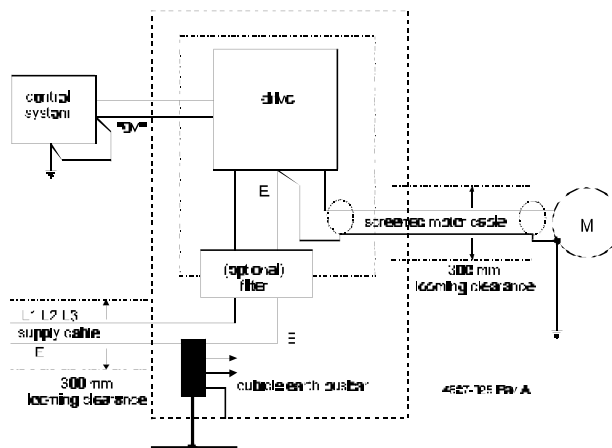 control
system
"0V"
drive
E
screened motor cable
M
300 mm
looming clearance
(optional)
filter
L1 L2 L3
supply cable
E
E
300 mm
looming clearance
cubicle earth busbar